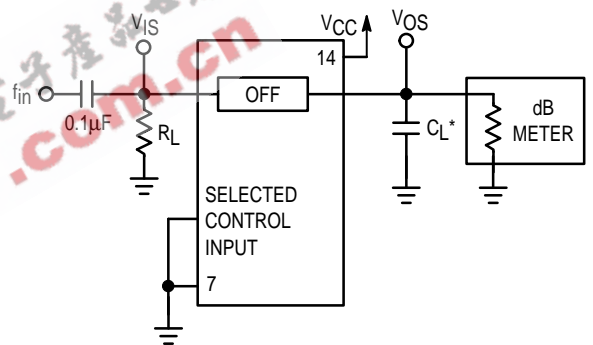 VIS
VCC
VOS
14
fin
OFF
dB
METER
0.1µF
RL
CL*
SELECTED
CONTROL
INPUT
7
.com.cn